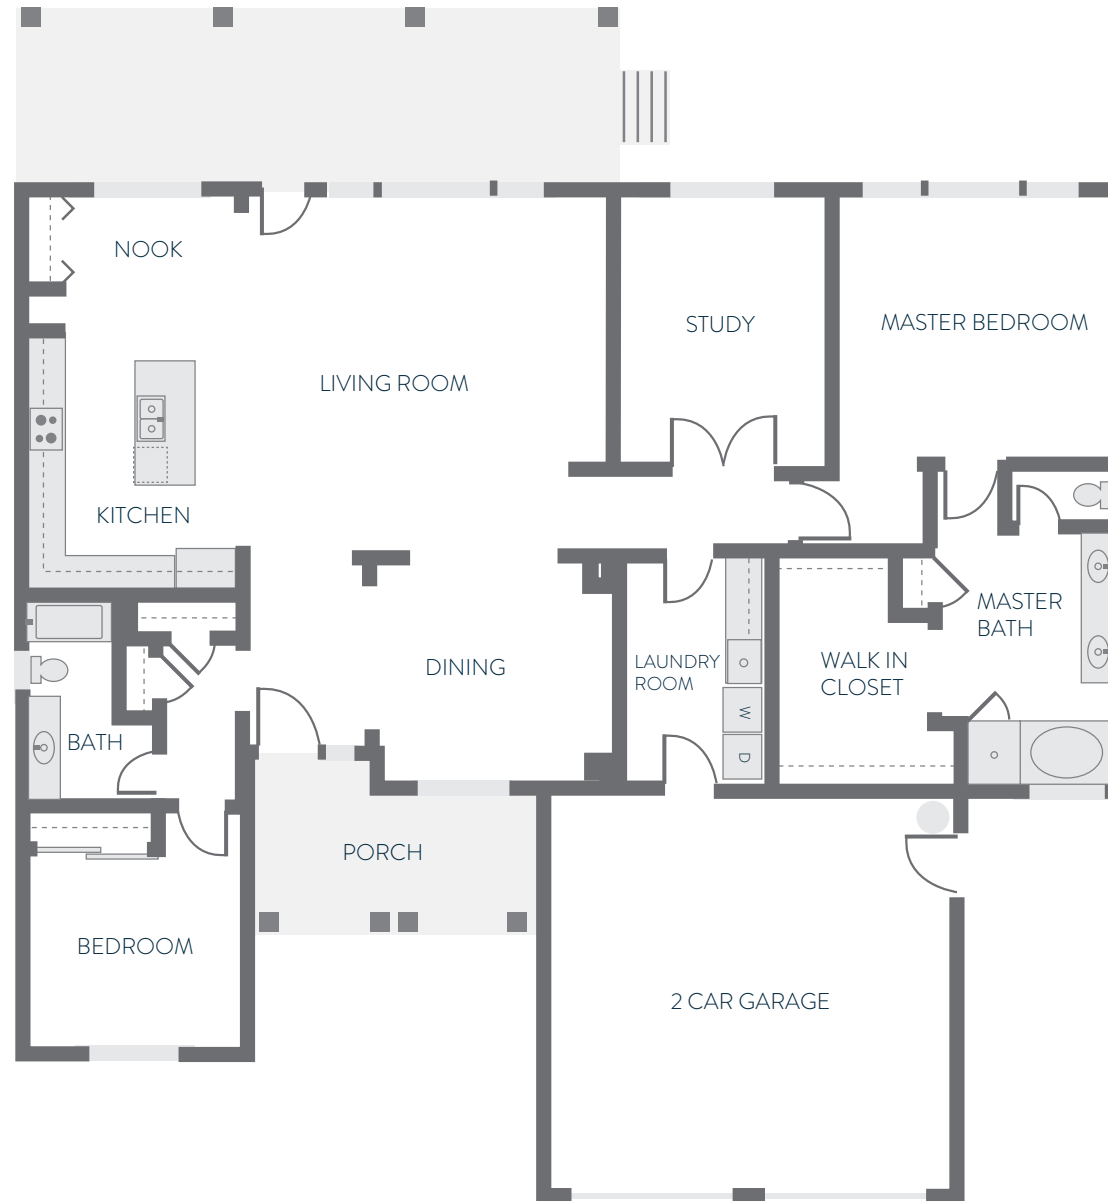 NOOK
STUDY
MASTER BEDROOM
LIVING ROOM
KITCHEN
MASTER
BATH
DINING
LAUNDRY
ROOM
WALK IN
CLOSET
W
BATH
D
PORCH
BEDROOM
2 CAR GARAGE